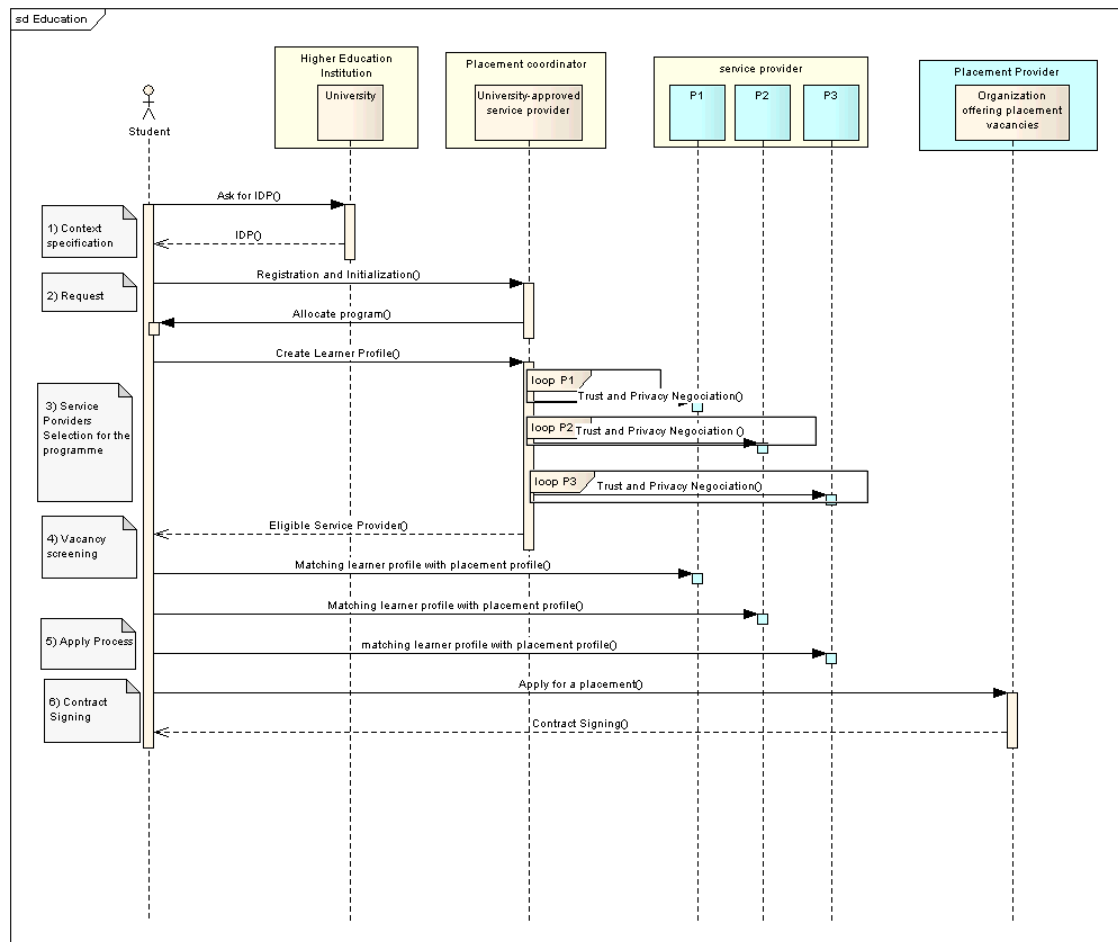 sd Education
Higher Education
Institution
University
Placement coordinator
University-approved
service provider
service provider
P1
P2
P3
Placement Provider
Organization
offering placement
vacancies
Student
Ask for IDP()
1) Context
specification
IDP()
Registration and Initialization()
2) Request
Allocate program()
Create Learner Profile()
loop P1
Trust and Privacy Negociation()
3) Service
Porviders
Selection for the
programme
loop P2
Trust and Privacy Negociation ()
loop P3
Trust and Privacy Negociation()
Eligible Service Provider()
4) Vacancy
screening
Matching learner profile with placement profile()
Matching learner profile with placement profile()
5) Apply Process
matching learner profile with placement profile()
Apply for a placement()
6) Contract
Signing
Contract Signing()